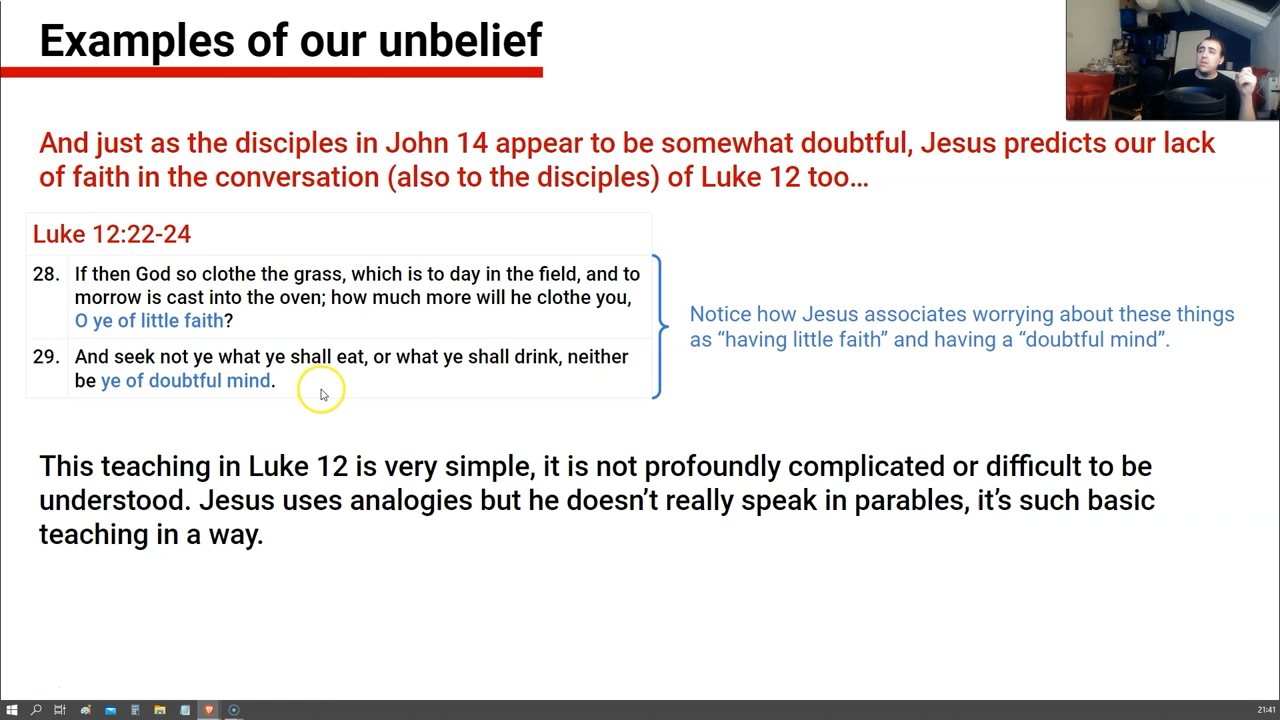 Examples of our unbelief
And just as the disciples in John 14 appear to be somewhat doubtful, Jesus predicts our lack
of faith in the conversation (also to the disciples) of Luke 12 too…
Luke 12:22-24
28. If then God so clothe the grass, which is to day in the field, and to
morrow is cast into the oven; how much more will he clothe you,
O ye of little faith?
29. And seek not ye what ye shall eat, or what ye shall drink, neither
be ye of doubtful mind.
Notice how Jesus associates worrying about these things
as “having little faith” and having a “doubtful mind”.
This teaching in Luke 12 is very simple, it is not profoundly complicated or difficult to be
understood. Jesus uses analogies but he doesn’t really speak in parables, it’s such basic
teaching in a way.
21:41